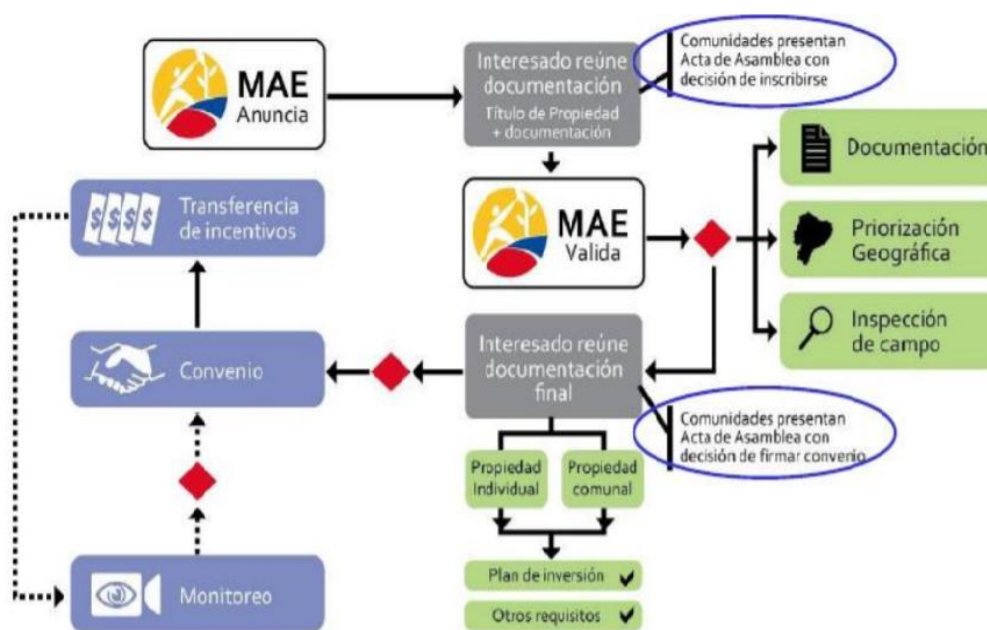 MAE
Anuncia
Interesado reúne
documentación
Título de Propiedad
+ documentación
Comunidades presentan
Acta de Asamblea con
decisión de inscribirse
MAE
Valida
Documentación
Priorización
Geográfica
Inspección
de campo
Transferencia
de incentivos
Convenio
Monitoreo
Interesado reúne
documentación
final
Comunidades presentan
Acta de Asamblea con
decisión de firmar convenio
Propiedad
Individual
Propiedad
comunal
Plan de inversión
Otros requisitos